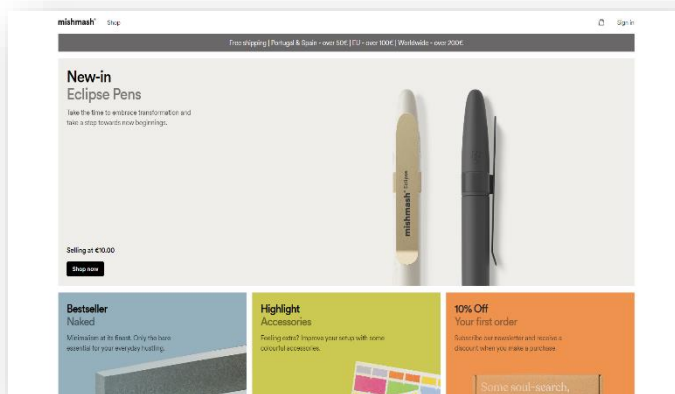 mishmash®
Shop
Sign in
Free shipping | Portugal & Spain - over 50€ | EU - over 100€ | Worldwide - over 200€
New-in
Eclipse Pens
Take the time to embrace transformation and
take a step towards new beginnings.
mishmash® Eclipse
Selling at €10.00
Shop now
Bestseller
Naked
Minimalism at its finest. Only the bare
essential for your everyday hustling.
Highlight
Accessories
Feeling extra? Improve your setup with some
colourful accessories.
10% Off
Your first order
Subscribe our newsletter and receive a
discount when you make a purchase.
Some soul-search,